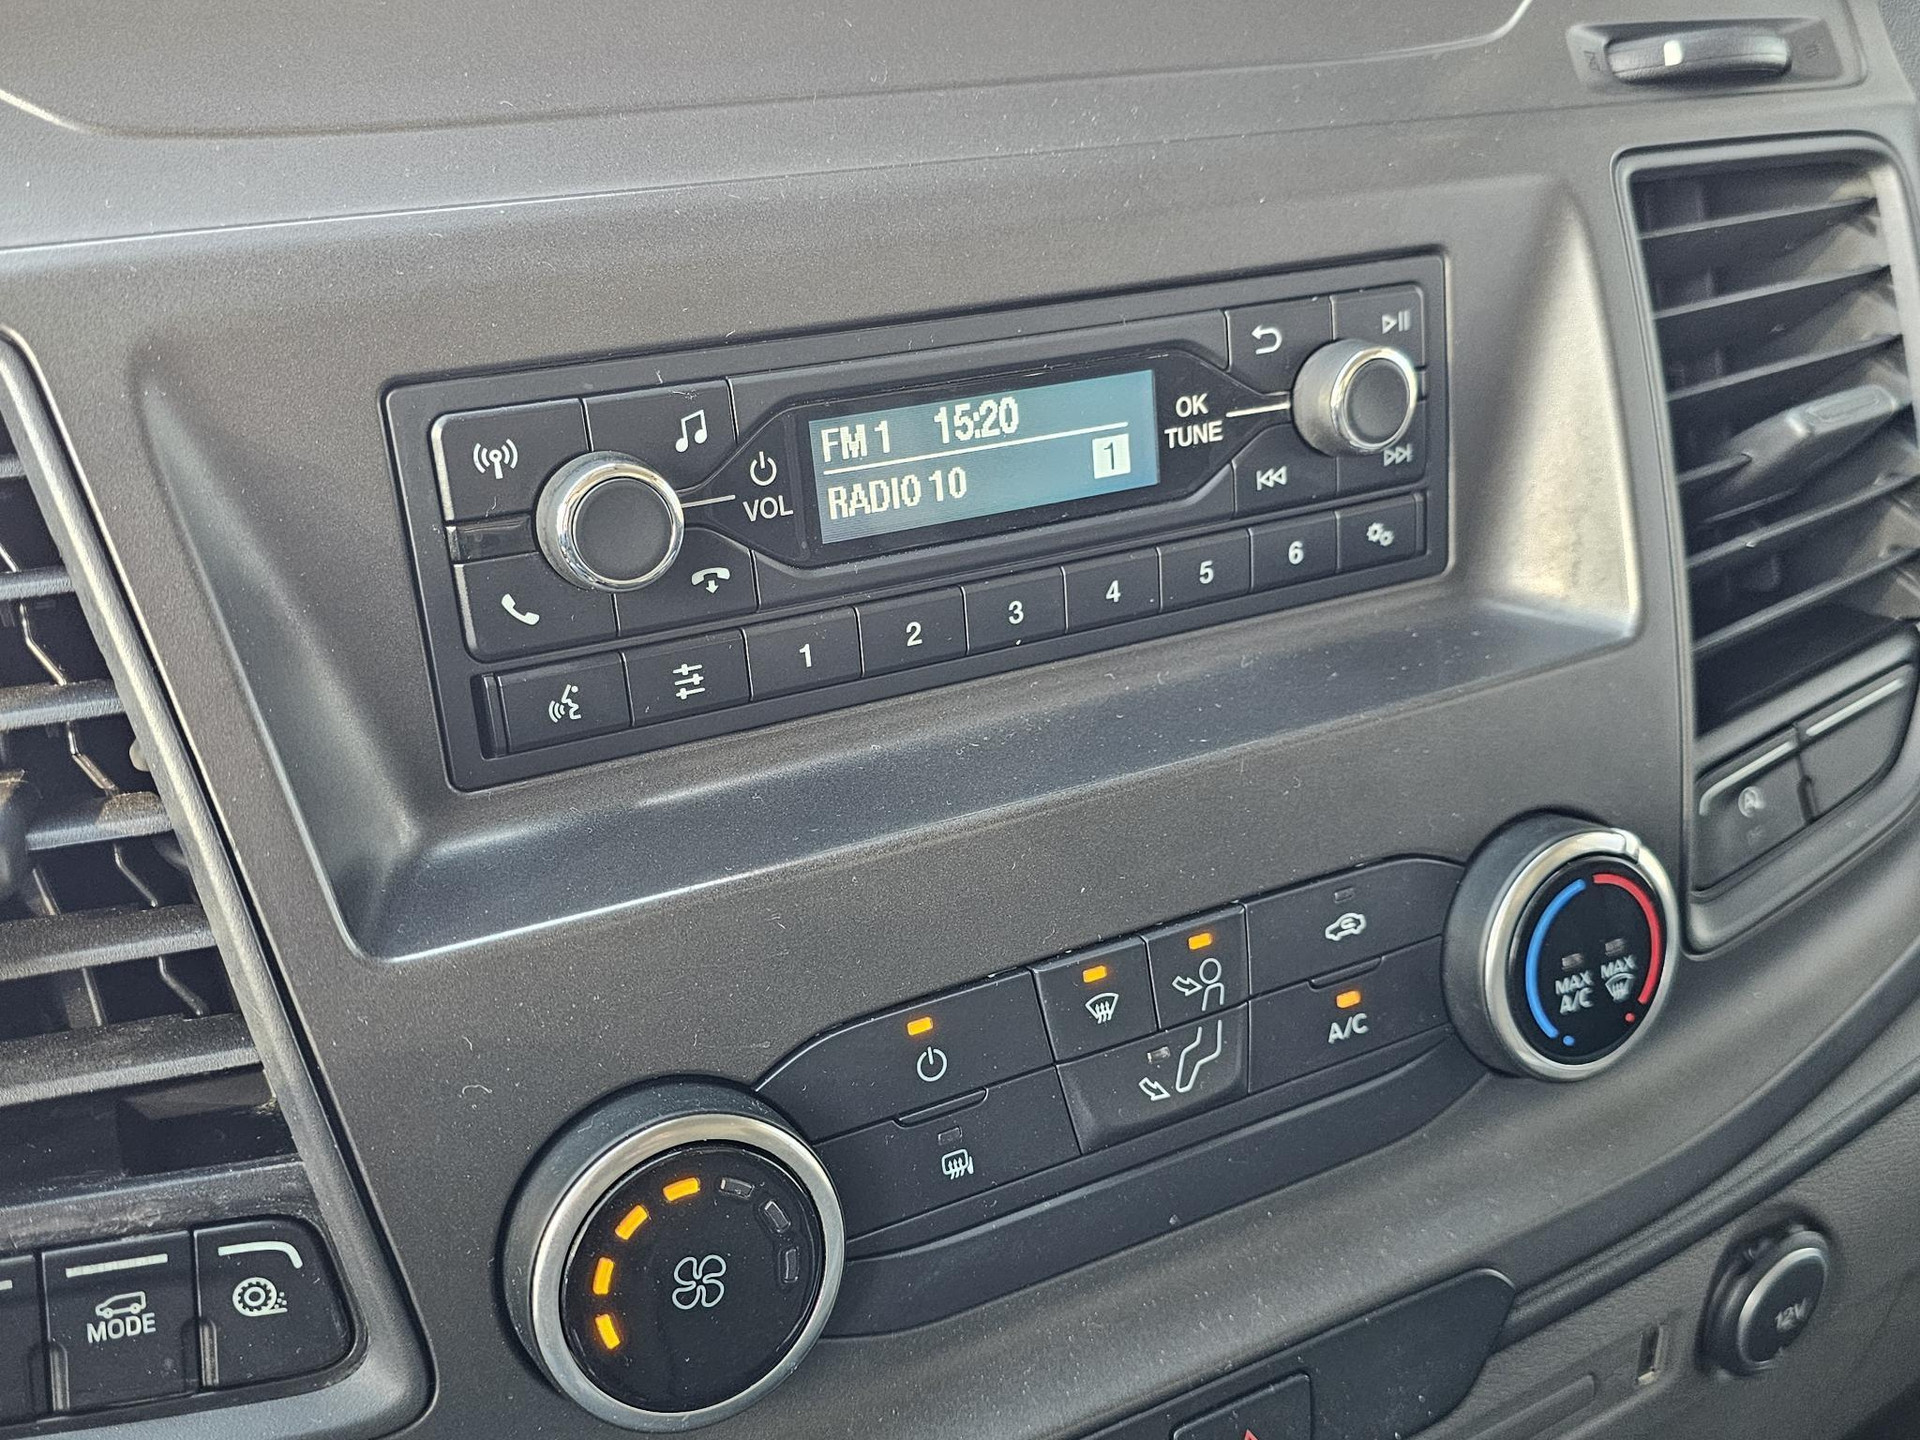 FM 1 15:20
RADIO 10 1
VOL
OK
TUNE
1 2 3 4 5 6
MAX
A/C
MAX
A/C
MODE
12V